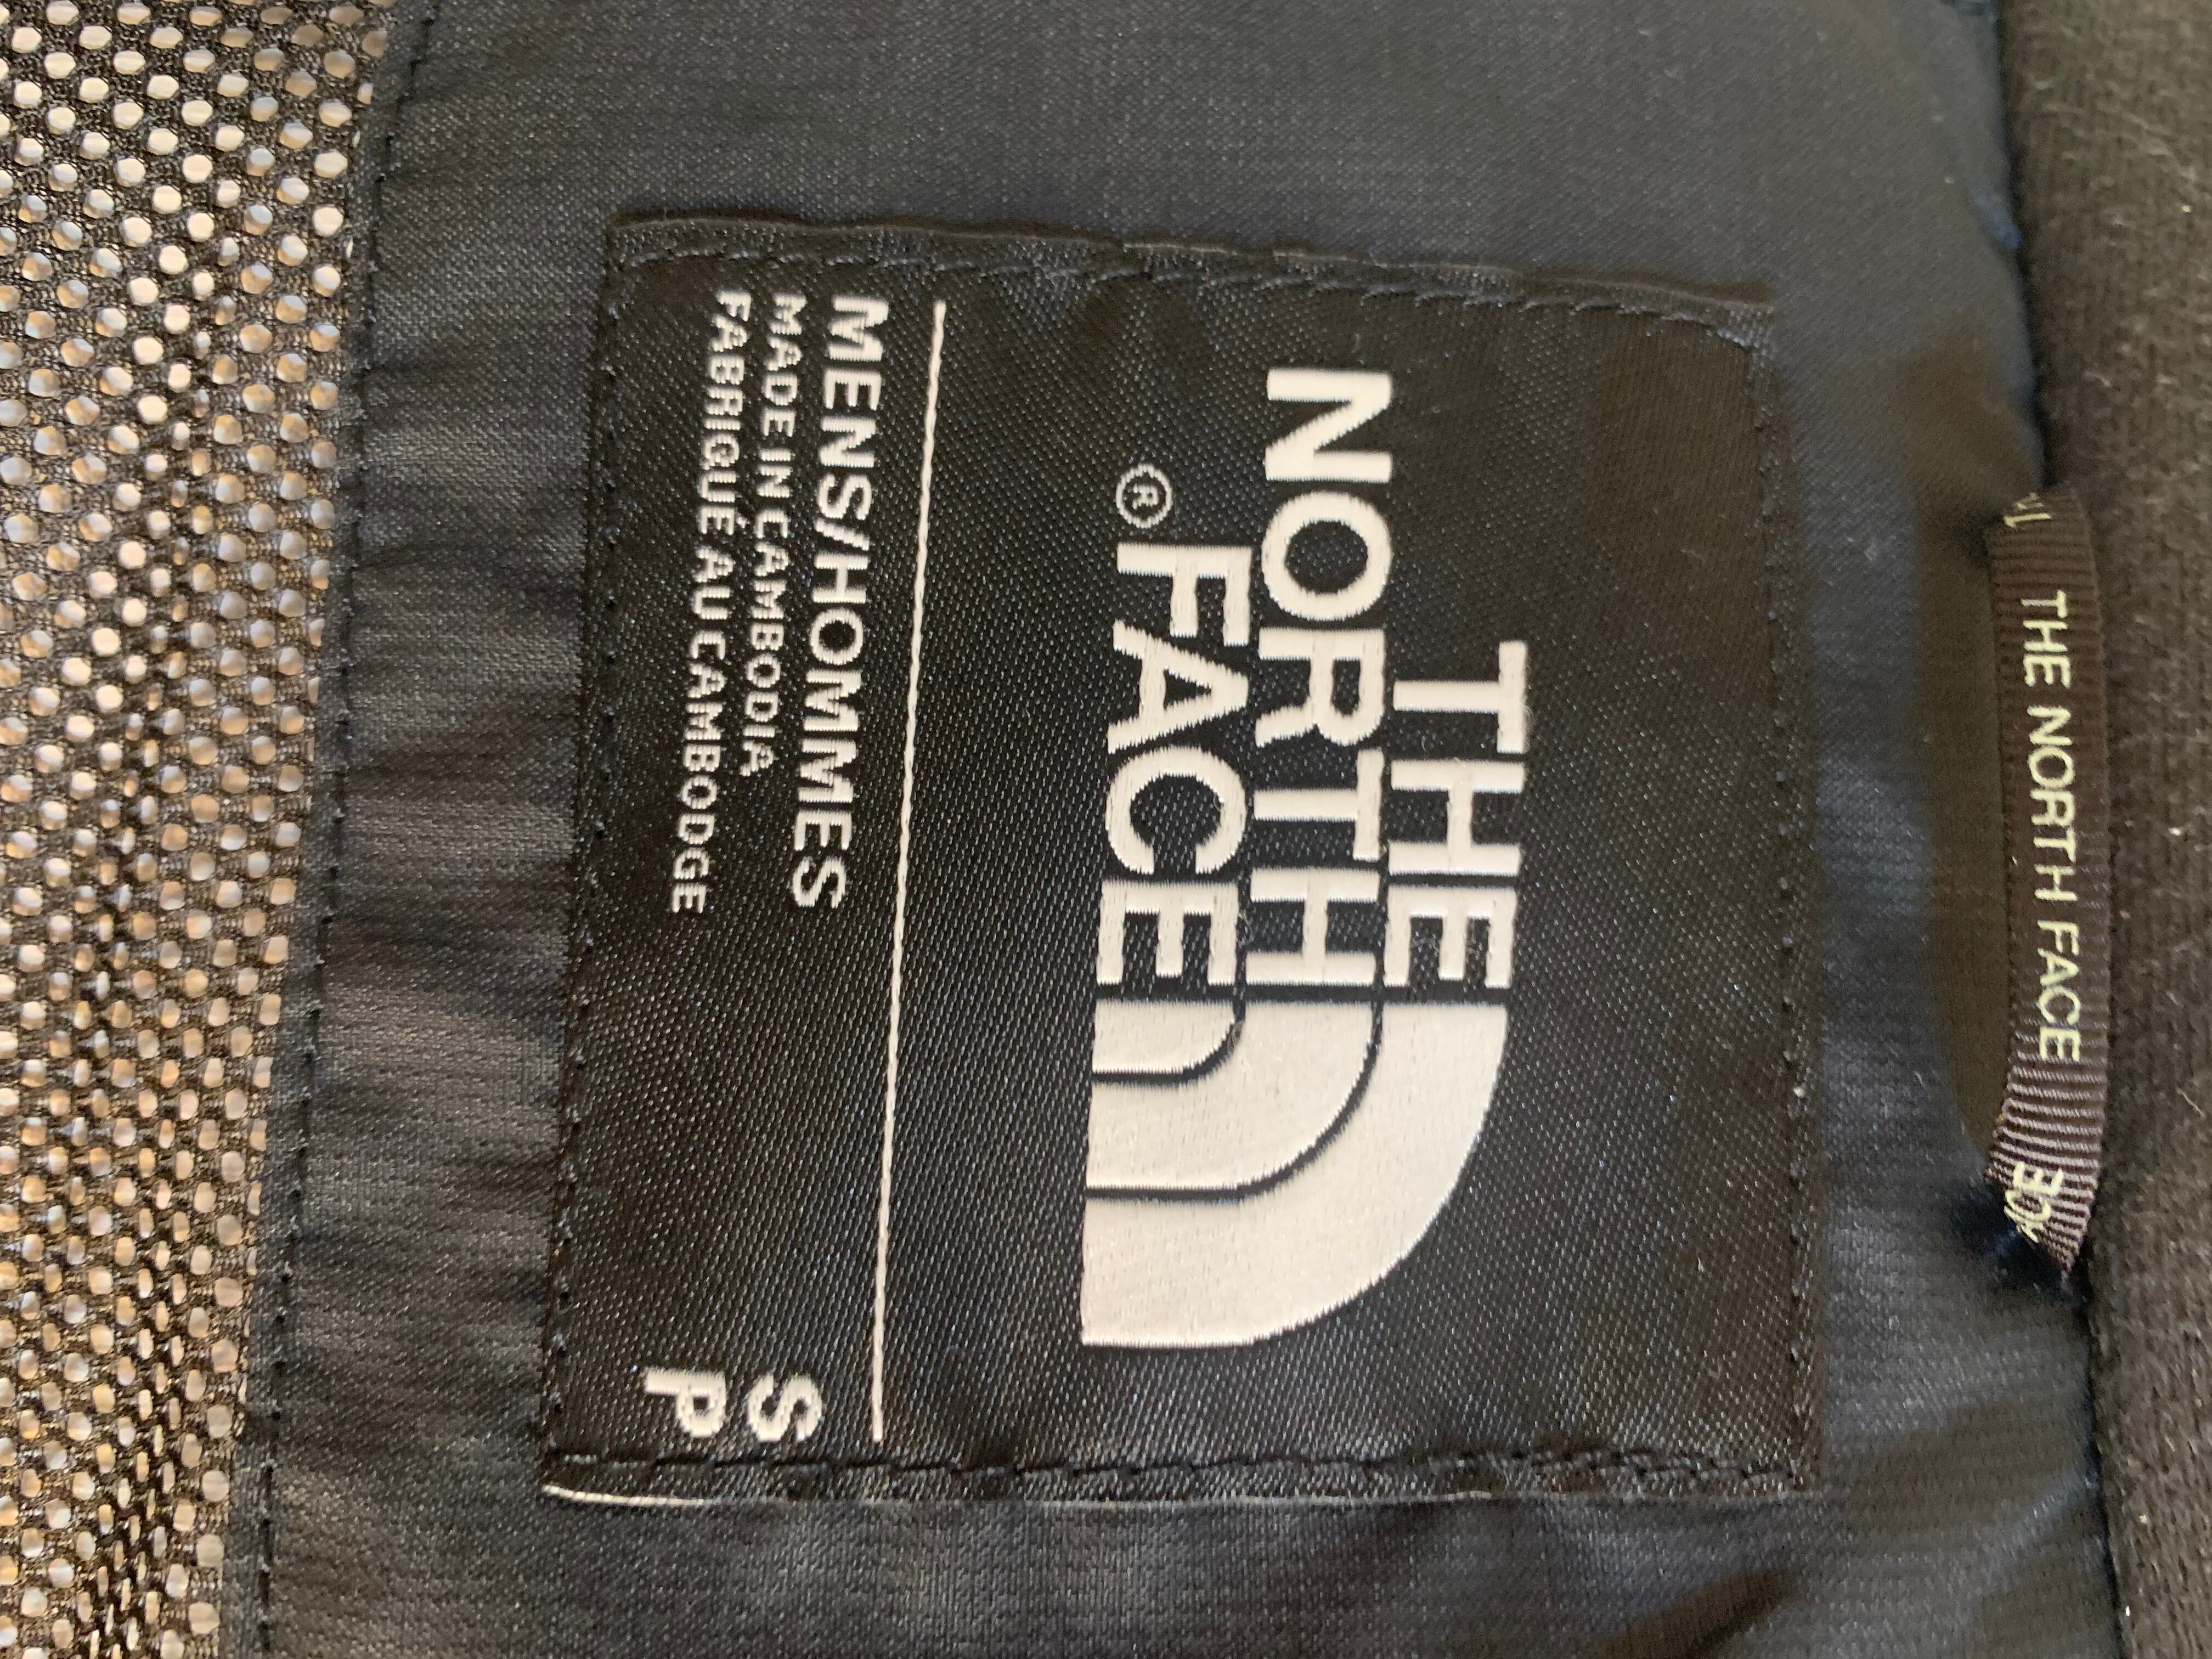 THE NORTH FACE
THE
NORTH
FACE
®
MENS/HOMMES
MADE IN CAMBODIA
FABRIQUÉ AU CAMBODGE
S
P